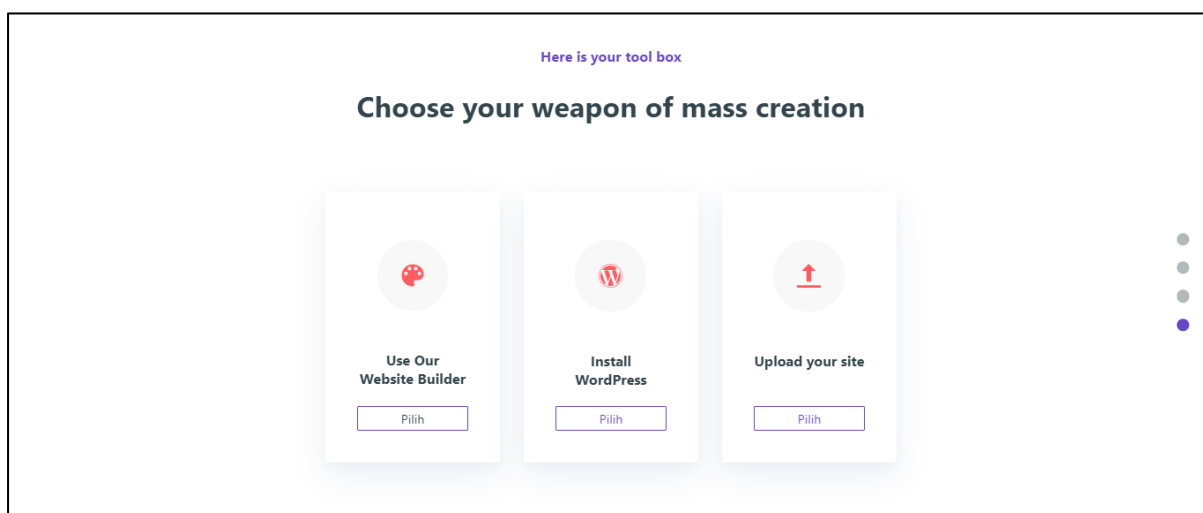 Here is your tool box
Choose your weapon of mass creation
Use Our
Website Builder
Pilih
Install
WordPress
Pilih
Upload your site
Pilih